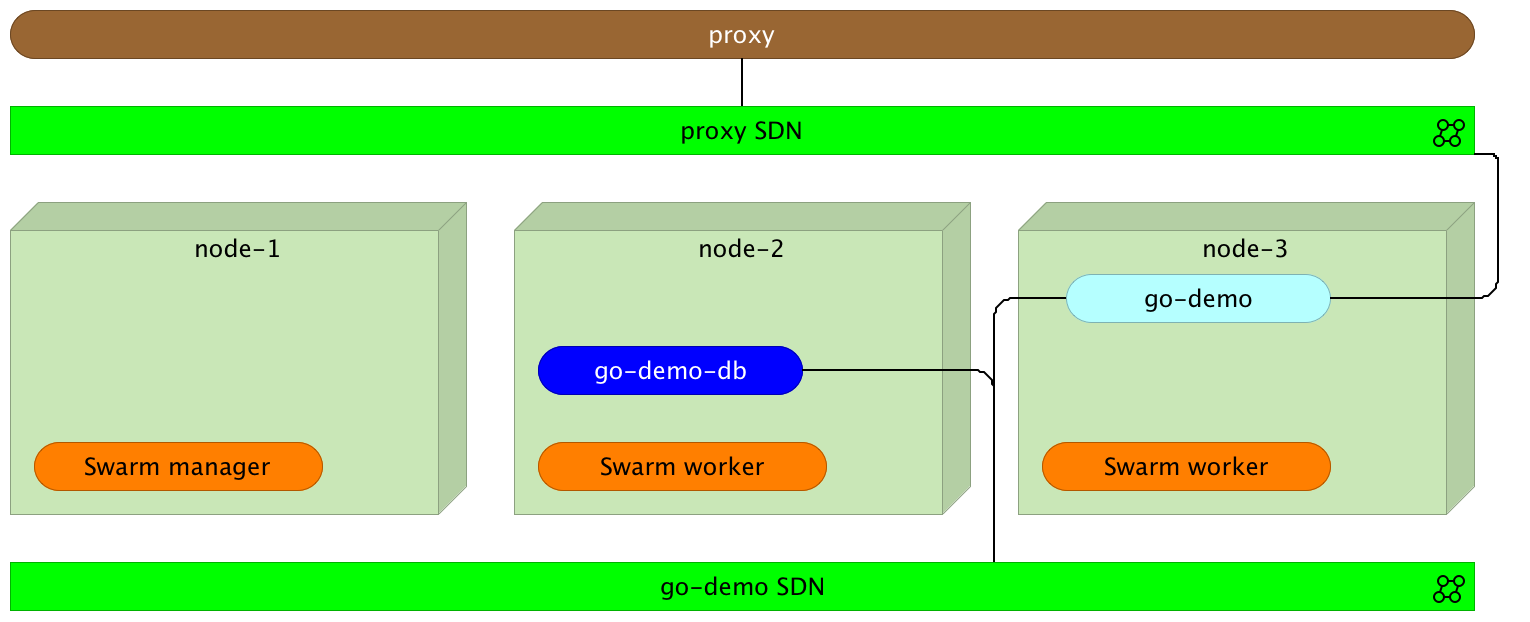 proxy
proxy SDN
node-1
node-2
node-3
go-demo
go-demo-db
Swarm manager
Swarm worker
Swarm worker
go-demo SDN